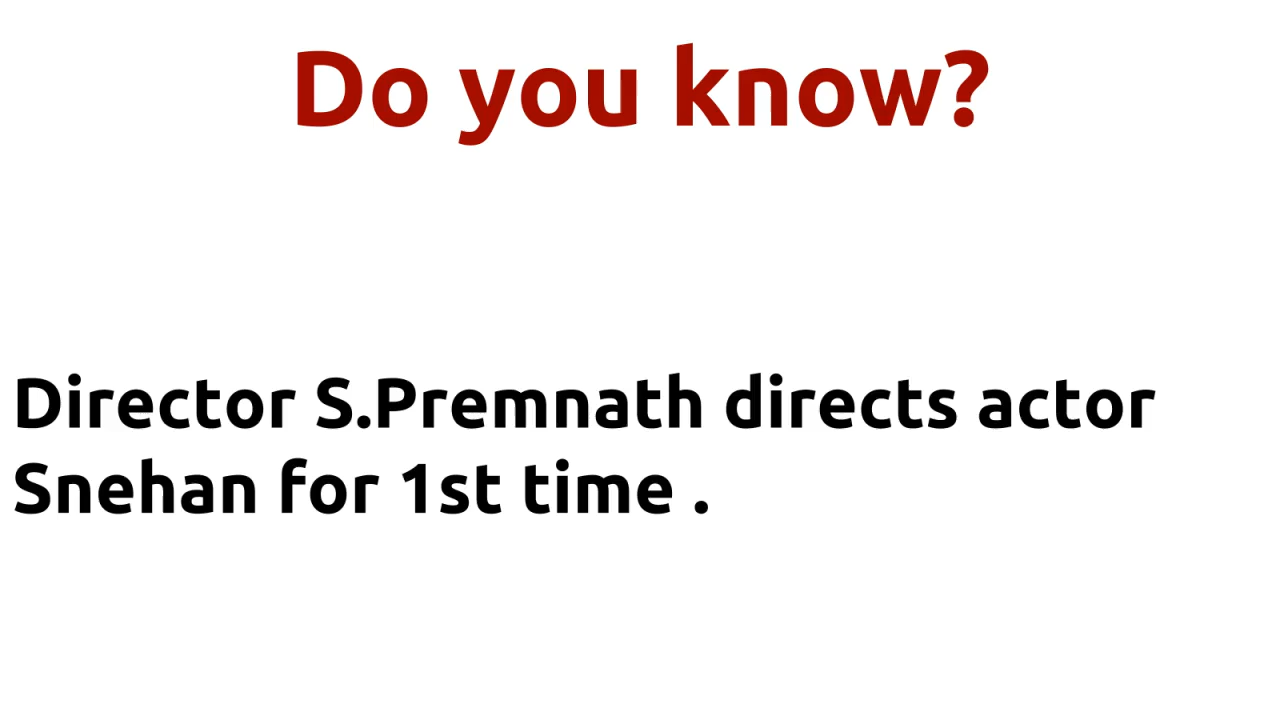 Do you know?
Director S.Premnath directs actor
Snehan for 1st time .